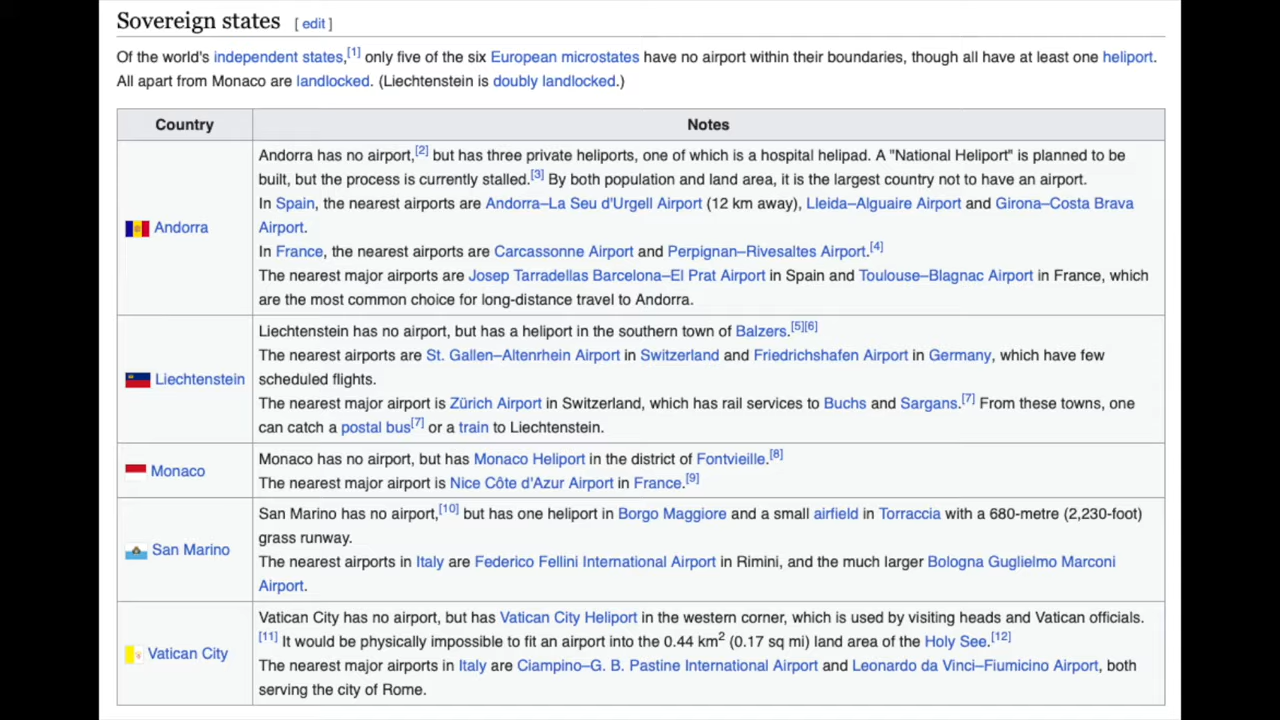 Sovereign states [ edit ]
Of the world's independent states,[1] only five of the six European microstates have no airport within their boundaries, though all have at least one heliport.
All apart from Monaco are landlocked. (Liechtenstein is doubly landlocked.)
Country Notes
Andorra has no airport,[2] but has three private heliports, one of which is a hospital helipad. A "National Heliport" is planned to be
built, but the process is currently stalled.[3] By both population and land area, it is the largest country not to have an airport.
In Spain, the nearest airports are Andorra–La Seu d'Urgell Airport (12 km away), Lleida–Alguaire Airport and Girona–Costa Brava
Andorra Airport.
In France, the nearest airports are Carcassonne Airport and Perpignan–Rivesaltes Airport.[4]
The nearest major airports are Josep Tarradellas Barcelona–El Prat Airport in Spain and Toulouse–Blagnac Airport in France, which
are the most common choice for long-distance travel to Andorra.
Liechtenstein has no airport, but has a heliport in the southern town of Balzers.[5][6]
The nearest airports are St. Gallen–Altenrhein Airport in Switzerland and Friedrichshafen Airport in Germany, which have few
Liechtenstein scheduled flights.
The nearest major airport is Zürich Airport in Switzerland, which has rail services to Buchs and Sargans.[7] From these towns, one
can catch a postal bus[7] or a train to Liechtenstein.
Monaco Monaco has no airport, but has Monaco Heliport in the district of Fontvieille.[8]
The nearest major airport is Nice Côte d'Azur Airport in France.[9]
San Marino has no airport,[10] but has one heliport in Borgo Maggiore and a small airfield in Torraccia with a 680-metre (2,230-foot)
San Marino grass runway.
The nearest airports in Italy are Federico Fellini International Airport in Rimini, and the much larger Bologna Guglielmo Marconi
Airport.
Vatican City has no airport, but has Vatican City Heliport in the western corner, which is used by visiting heads and Vatican officials.
Vatican City [11] It would be physically impossible to fit an airport into the 0.44 km2 (0.17 sq mi) land area of the Holy See.[12]
The nearest major airports in Italy are Ciampino–G. B. Pastine International Airport and Leonardo da Vinci–Fiumicino Airport, both
serving the city of Rome.